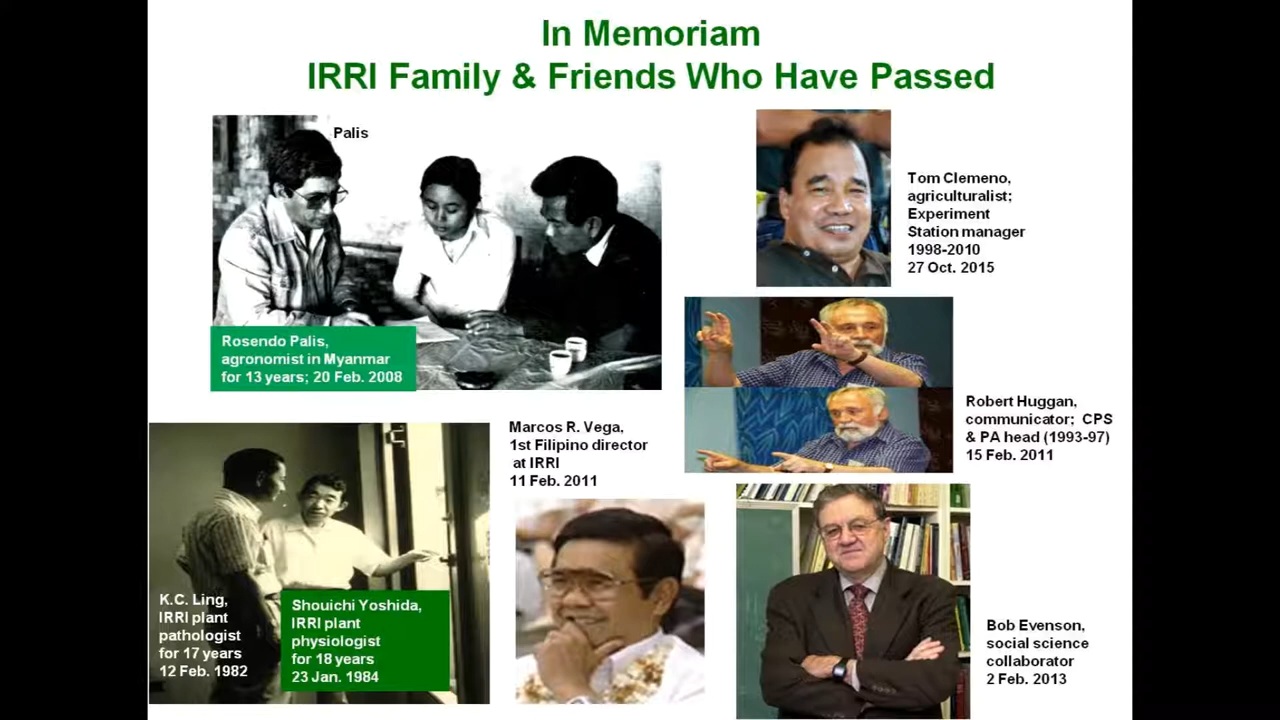 In Memoriam
IRRI Family & Friends Who Have Passed
Palis
Rosendo Palis,
agronomist in Myanmar
for 13 years; 20 Feb. 2008
Tom Clemeno,
agriculturalist;
Experiment
Station manager
1998-2010
27 Oct. 2015
Robert Huggan,
communicator; CPS
& PA head (1993-97)
15 Feb. 2011
Marcos R. Vega,
1st Filipino director
at IRRI
11 Feb. 2011
K.C. Ling,
IRRI plant
pathologist
for 17 years
12 Feb. 1982
Shouichi Yoshida,
IRRI plant
physiologist
for 18 years
23 Jan. 1984
Bob Evenson,
social science
collaborator
2 Feb. 2013